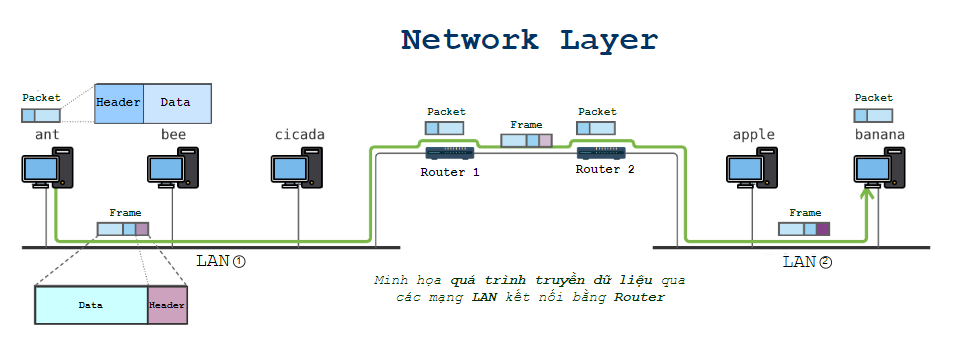 Network Layer
Packet
Header Data
ant
bee
cicada
Packet
Packet
Frame
Router 1
Router 2
apple
Packet
banana
Frame
Frame
LAN①
LAN②
Data
Header
Minh họa quá trình truyền dữ liệu qua
các mạng LAN kết nối bằng Router